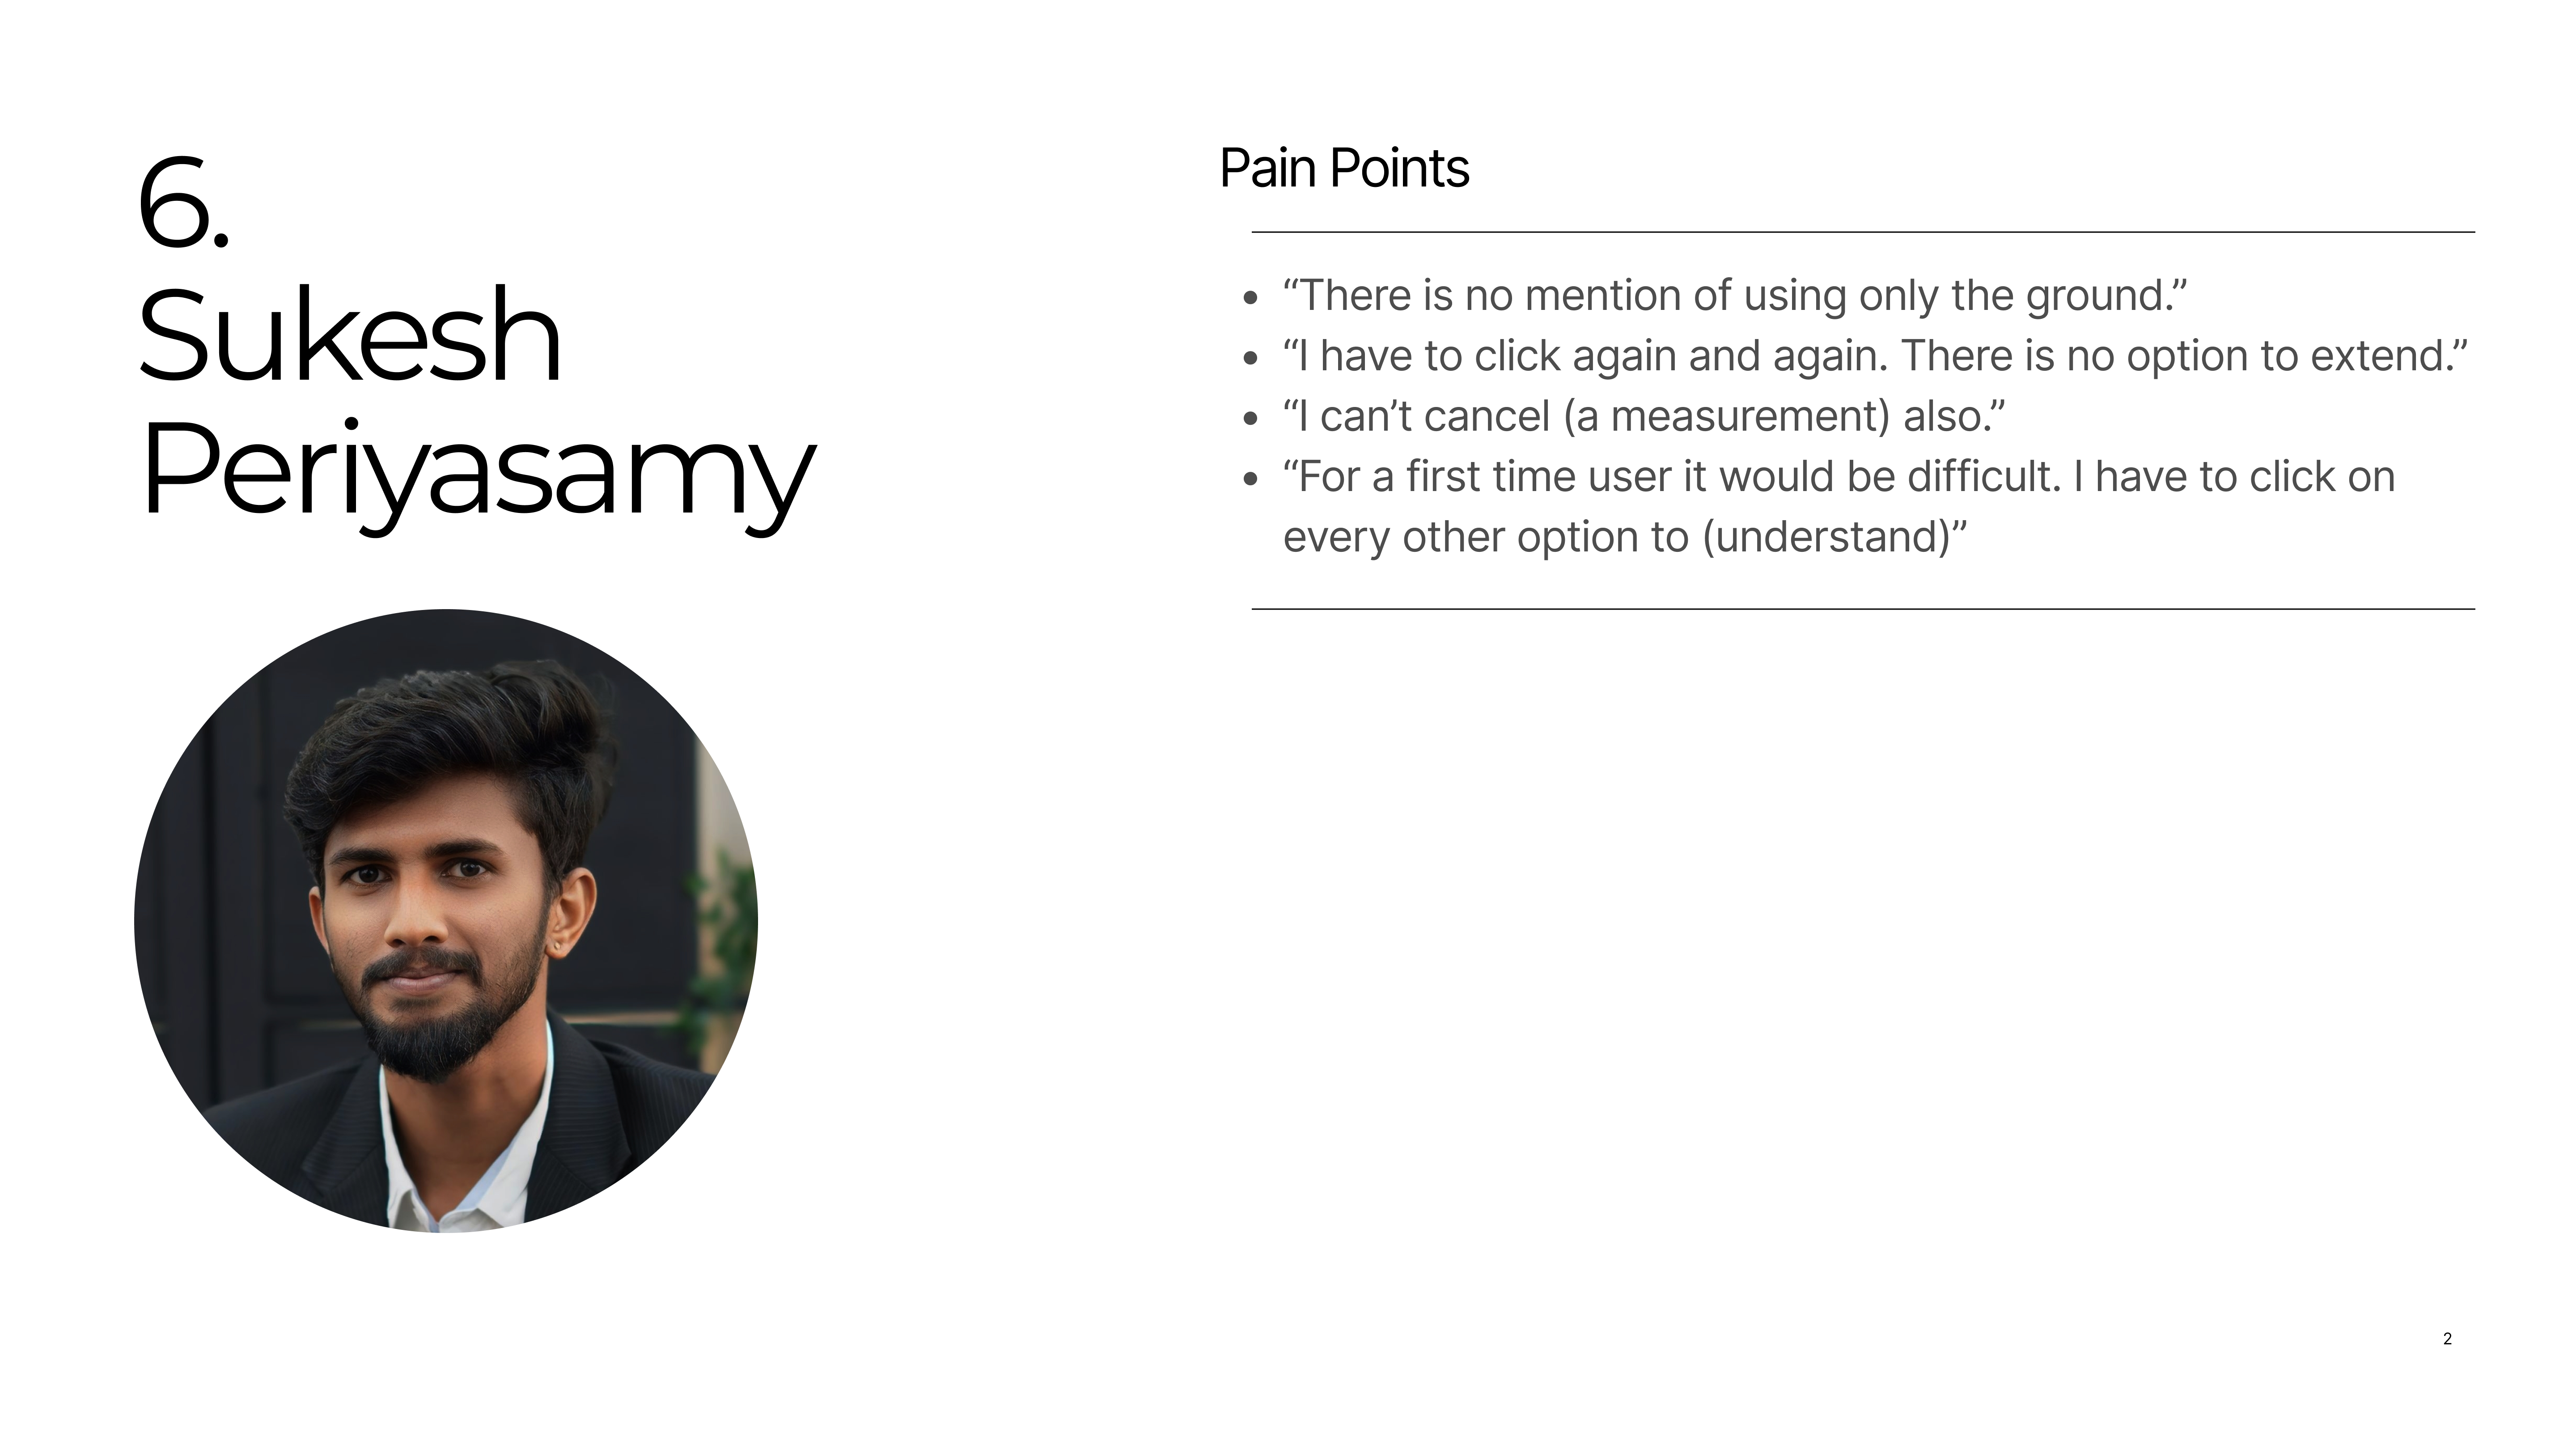 6.
Sukesh
Periyasamy
Pain Points
• “There is no mention of using only the ground.”
• “I have to click again and again. There is no option to extend.”
• “I can’t cancel (a measurement) also.”
• “For a first time user it would be difficult. I have to click on
every other option to (understand)”
2